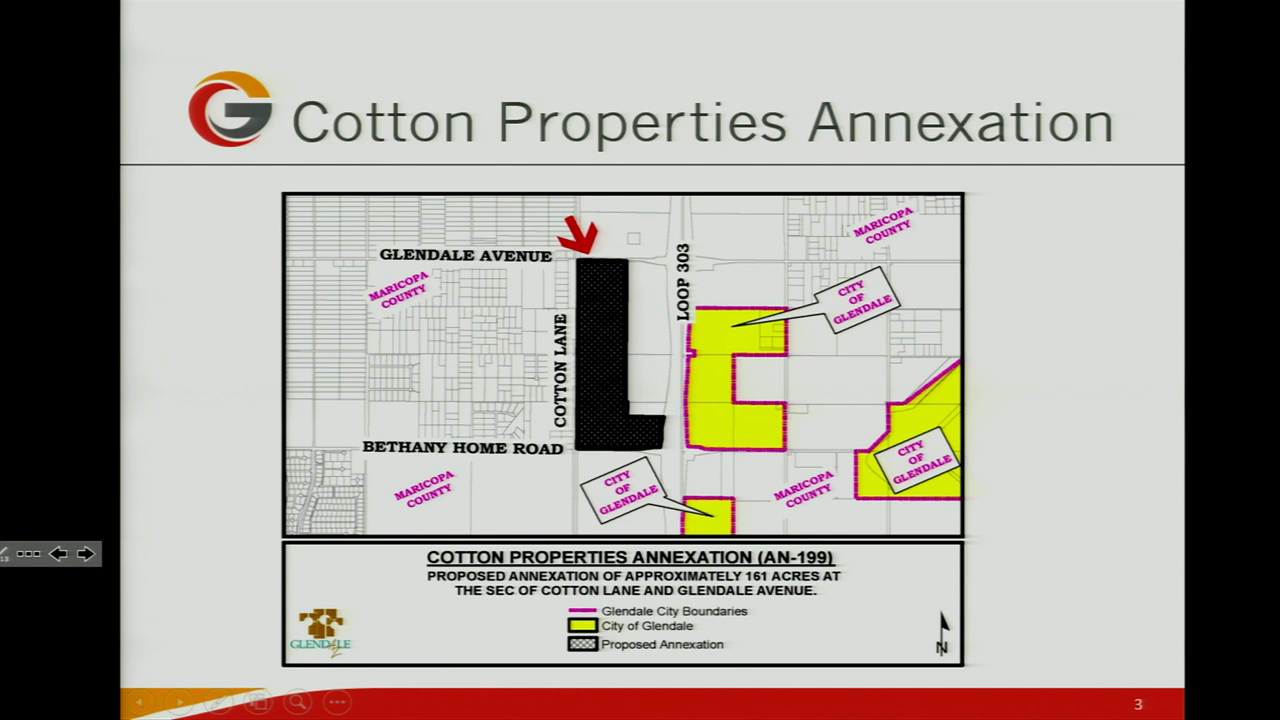 Cotton Properties Annexation
MARICOPA
COUNTY
GLENDALE AVENUE
LOOP 303
MARICOPA
COUNTY
CITY
OF
GLENDALE
COTTON LANE
BETHANY HOME ROAD
CITY
OF
GLENDALE
MARICOPA
COUNTY
CITY
OF
GLENDALE
MARICOPA
COUNTY
COTTON PROPERTIES ANNEXATION (AN-199)
PROPOSED ANNEXATION OF APPROXIMATELY 161 ACRES AT
THE SEC OF COTTON LANE AND GLENDALE AVENUE.
Glendale City Boundaries
City of Glendale
Proposed Annexation
GLENDALE
N
3